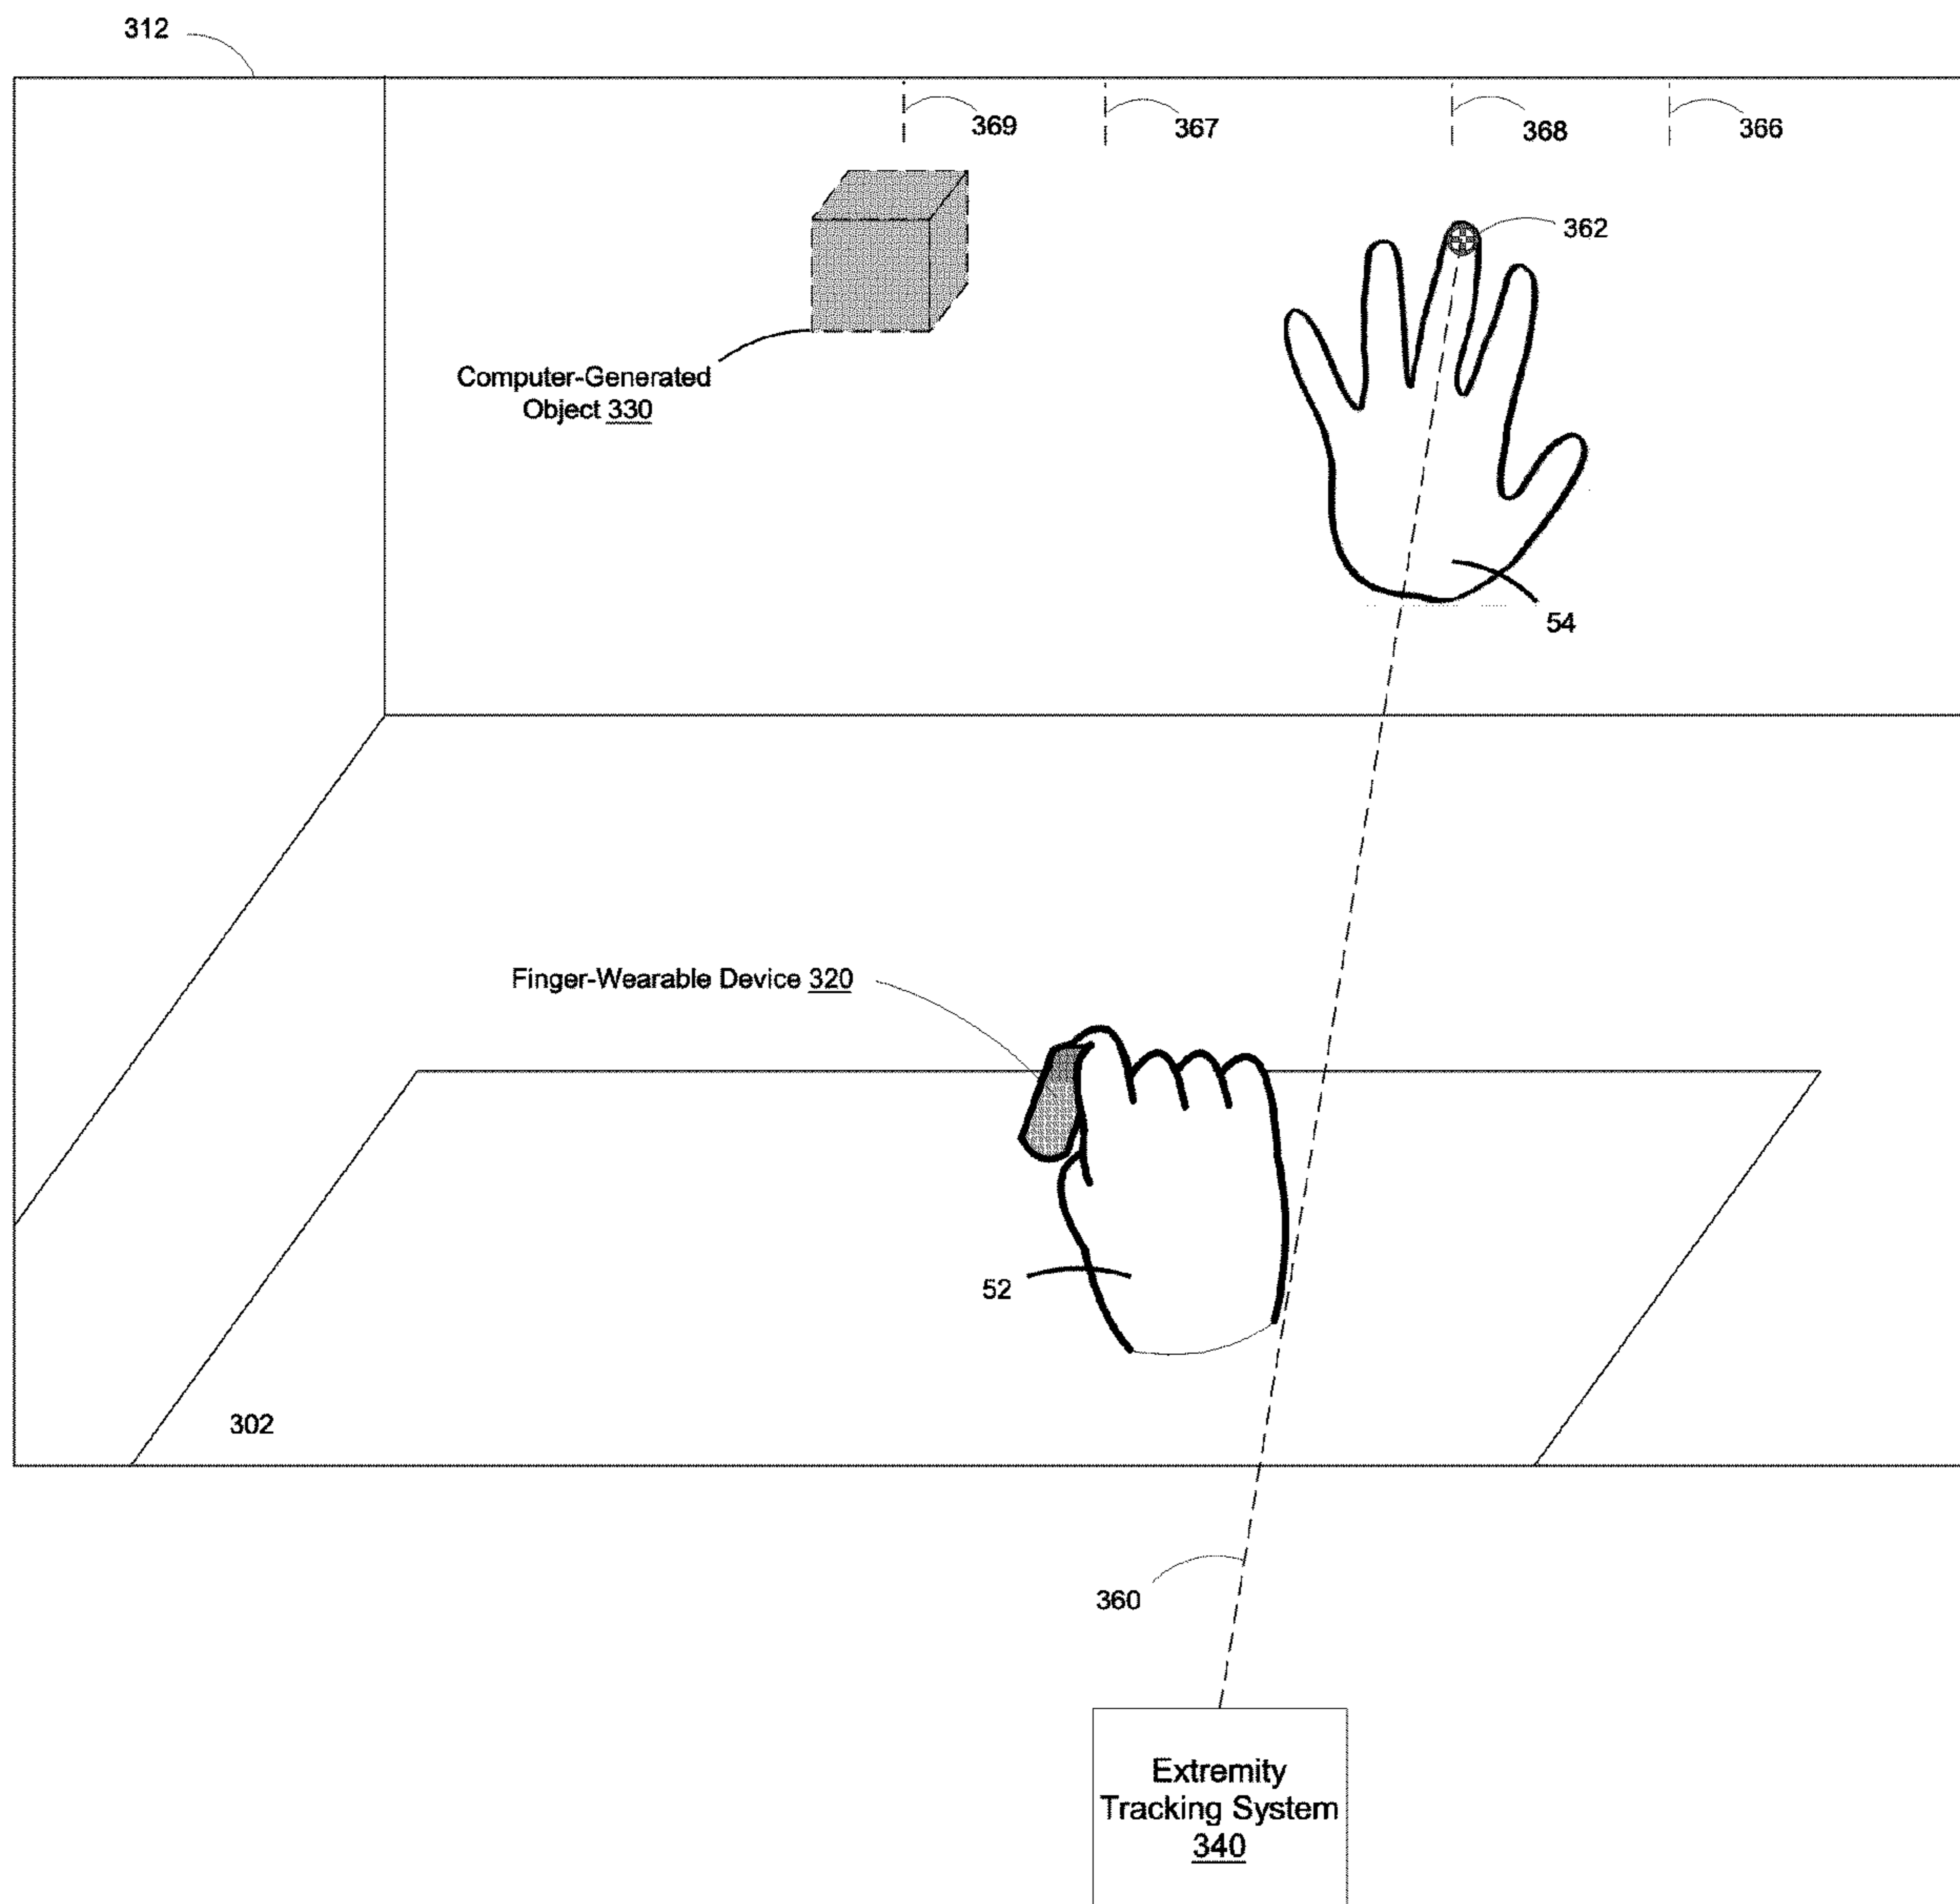 312
369
367
368
366
362
Computer-Generated
Object 330
54
Finger-Wearable Device 320
52
302
360
Extremity
Tracking System
340